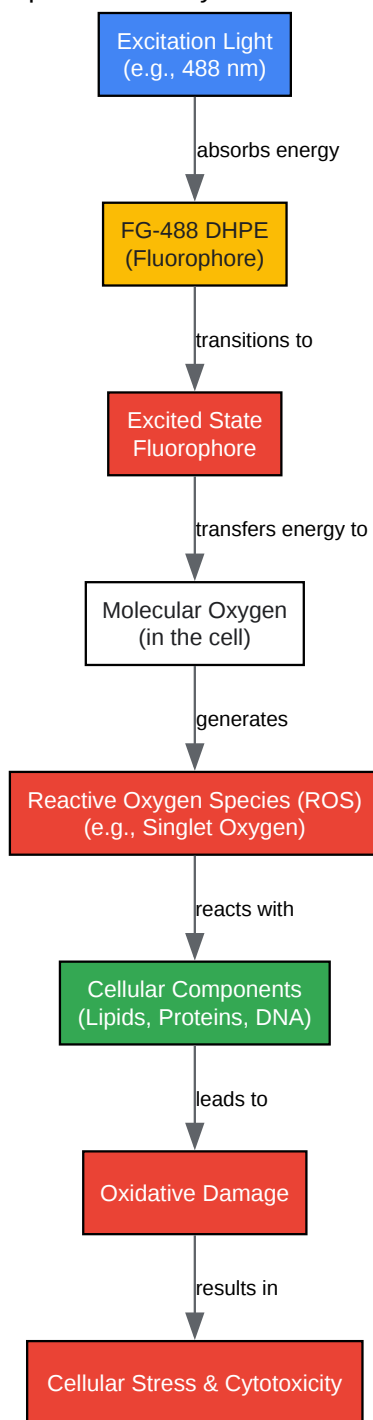 Excitation Light
(e.g., 488 nm)
absorbs energy
FG-488 DHPE
(Fluorophore)
transitions to
Excited State
Fluorophore
transfers energy to
Molecular Oxygen
(in the cell)
generates
Reactive Oxygen Species (ROS)
(e.g., Singlet Oxygen)
reacts with
Cellular Components
(Lipids, Proteins, DNA)
leads to
Oxidative Damage
results in
Cellular Stress & Cytotoxicity